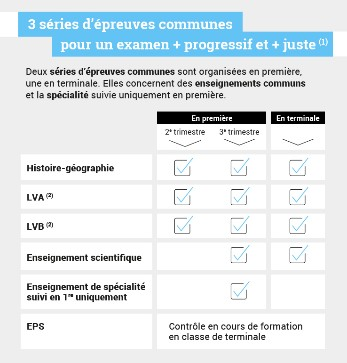 3 séries d'épreuves communes
pour un examen + progressif et + juste (1)
Deux séries d'épreuves communes sont organisées en première,
une en terminale. Elles concernent des enseignements communs
et la spécialité suivie uniquement en première.
En première En terminale
2e trimestre 3e trimestre
Histoire-géographie
LVA (2)
LVB (2)
Enseignement scientifique
Enseignement de spécialité
suivi en 1re uniquement
EPS
Contrôle en cours de formation
en classe de terminale